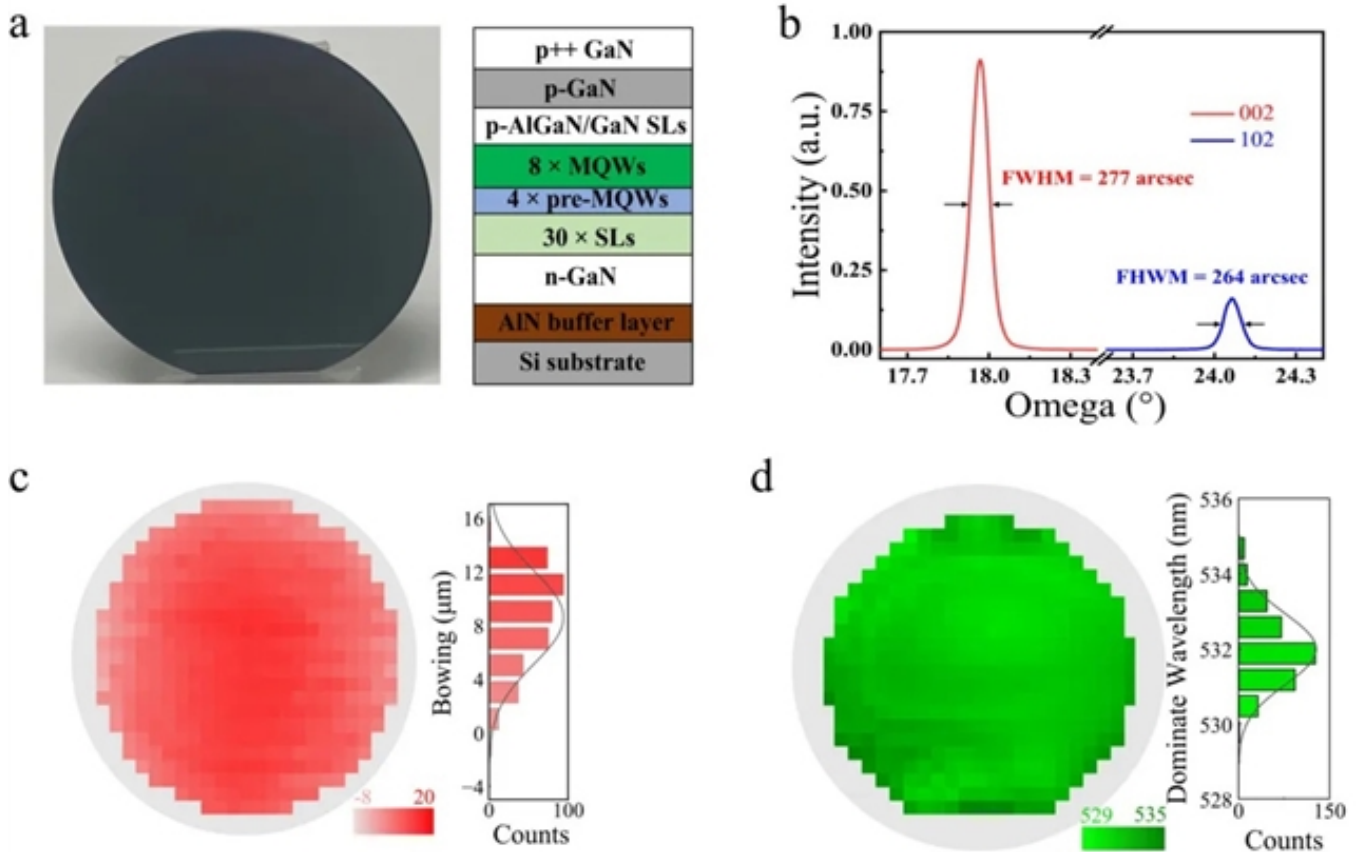 a
p++ GaN
p-GaN
p-AlGaN/GaN SLs
8 × MQWs
4 × pre-MQWs
30 × SLs
n-GaN
AlN buffer layer
Si substrate
b
1.00
0.75
0.50
0.25
0.00
Intensity (a.u.)
002
102
FWHM = 277 arcsec
FHWM = 264 arcsec
17.7 18.0 18.3 23.7 24.0 24.3
Omega (°)
c
-8 20
16
12
8
4
0
−4
Bowing (μm)
0 100
Counts
d
529 535
536
534
532
530
528
Dominate Wavelength (nm)
0 150
Counts